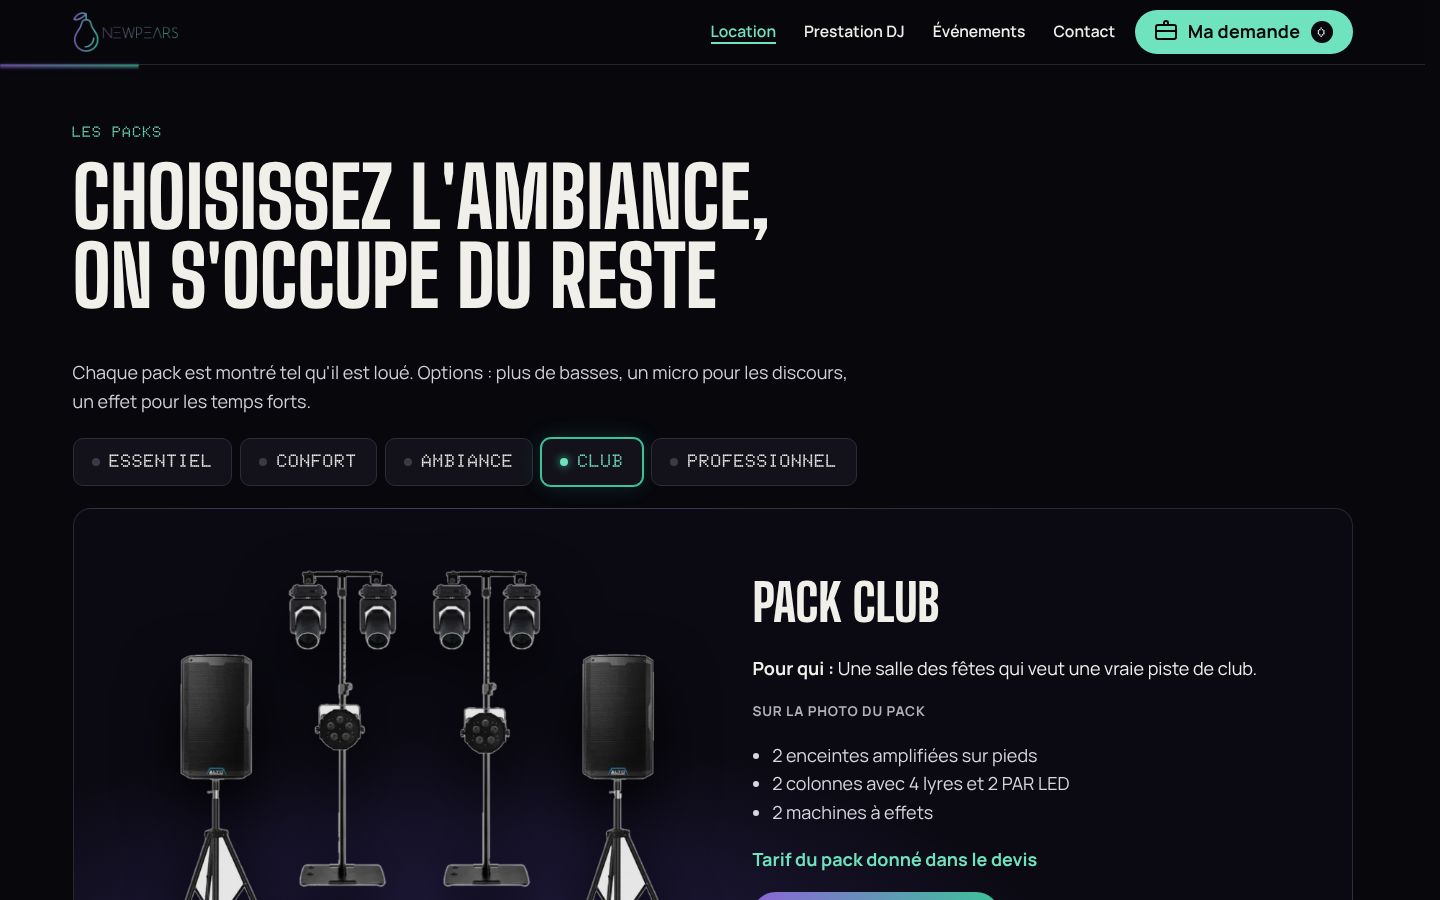 NEWPEARS
Location
Prestation DJ
Événements
Contact
Ma demande
0
LES PACKS
CHOISISSEZ L'AMBIANCE,
ON S'OCCUPE DU RESTE
Chaque pack est montré tel qu'il est loué. Options : plus de basses, un micro pour les discours,
un effet pour les temps forts.
ESSENTIEL
CONFORT
AMBIANCE
CLUB
PROFESSIONNEL
PACK CLUB
Pour qui : Une salle des fêtes qui veut une vraie piste de club.
SUR LA PHOTO DU PACK
• 2 enceintes amplifiées sur pieds
• 2 colonnes avec 4 lyres et 2 PAR LED
• 2 machines à effets
Tarif du pack donné dans le devis
ALTO
ALTO